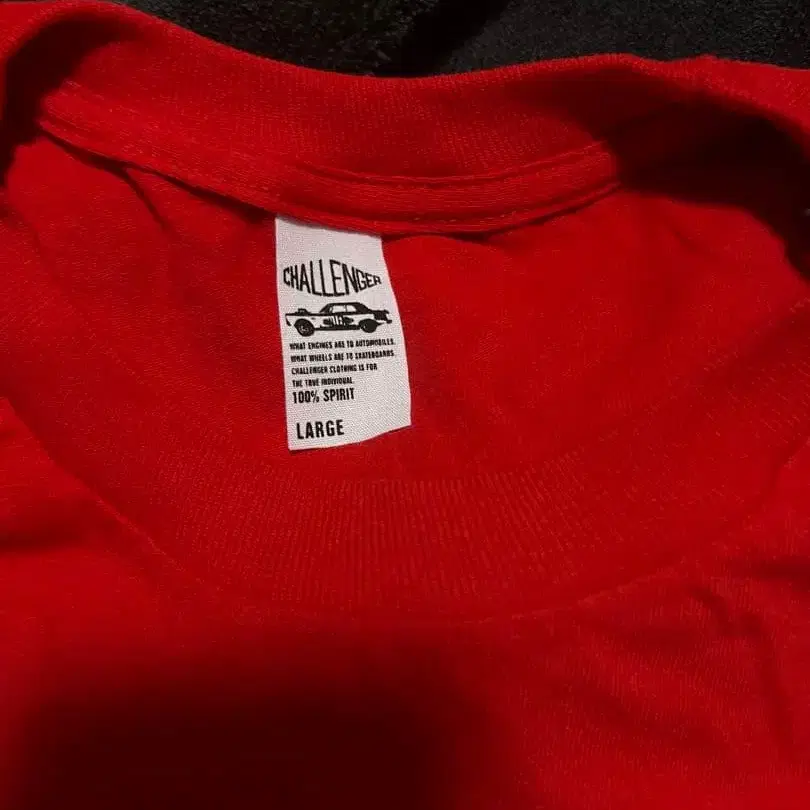 CHALLENGER
WHAT ENGINES ARE TO AUTOMOBILES.
WHAT WHEELS ARE TO SKATEBOARDS.
CHALLENGER CLOTHING IS FOR
THE TRUE INDIVIDUAL.
100% SPIRIT
LARGE